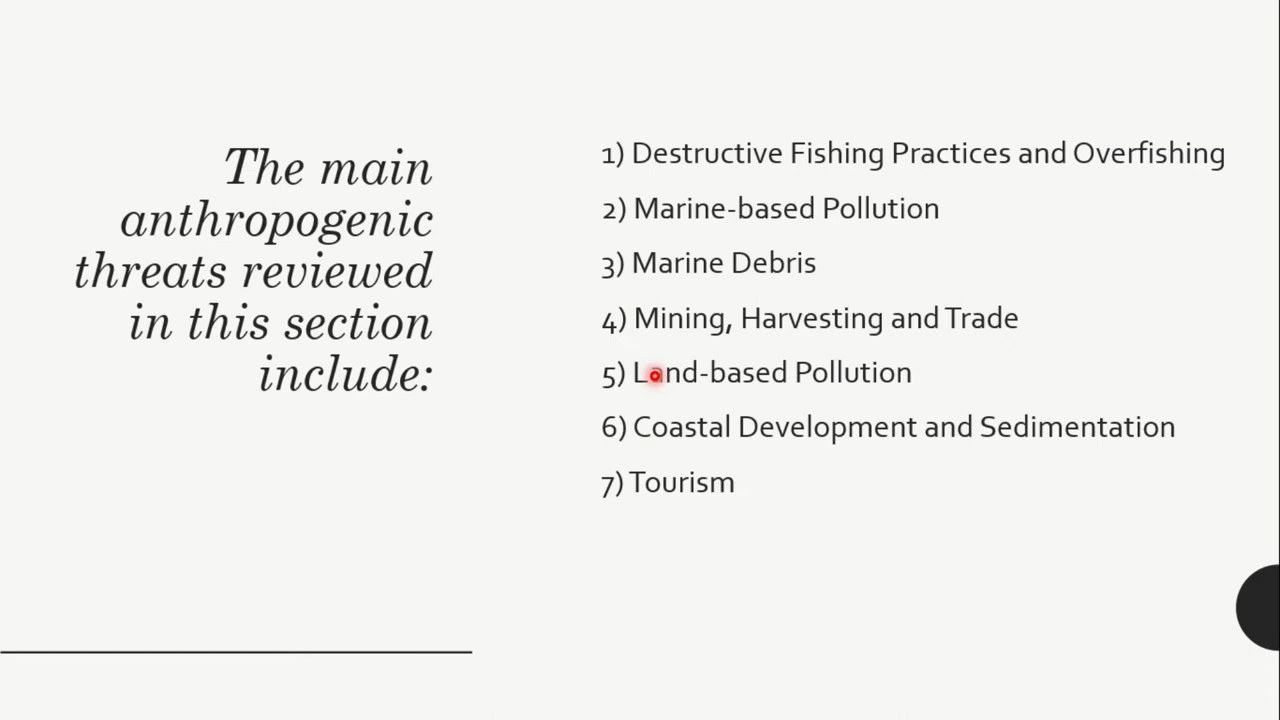 The main
anthropogenic
threats reviewed
in this section
include:
1) Destructive Fishing Practices and Overfishing
2) Marine-based Pollution
3) Marine Debris
4) Mining, Harvesting and Trade
5) Land-based Pollution
6) Coastal Development and Sedimentation
7) Tourism